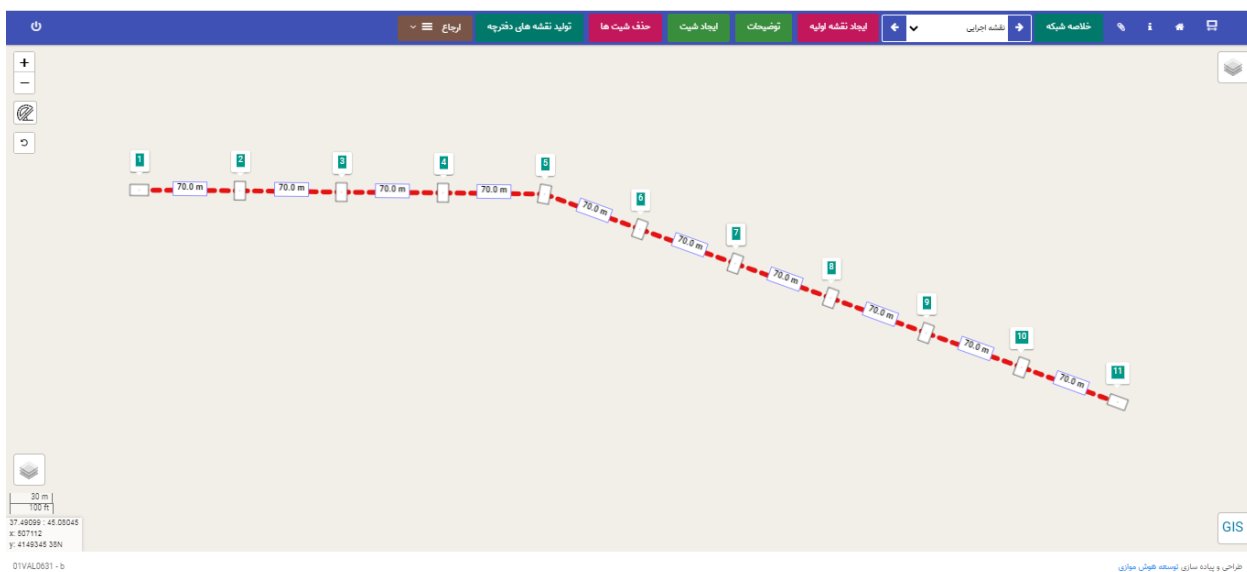 خلاصه شبکه
نقشه اجرایی
ایجاد نقشه اولیه
توضیحات
ایجاد شیت
حذف شیت ها
تولید نقشه های دفترچه
ارجاع
+
−
1
2
3
4
5
6
7
8
9
10
11
70.0 m
70.0 m
70.0 m
70.0 m
70.0 m
70.0 m
70.0 m
70.0 m
70.0 m
70.0 m
30 m
100 ft
37.49099 : 45.08045
x: 507112
y: 4149345 38N
GIS
01VAL0631 - b
طراحی و پیاده سازی توسعه هوش موازی